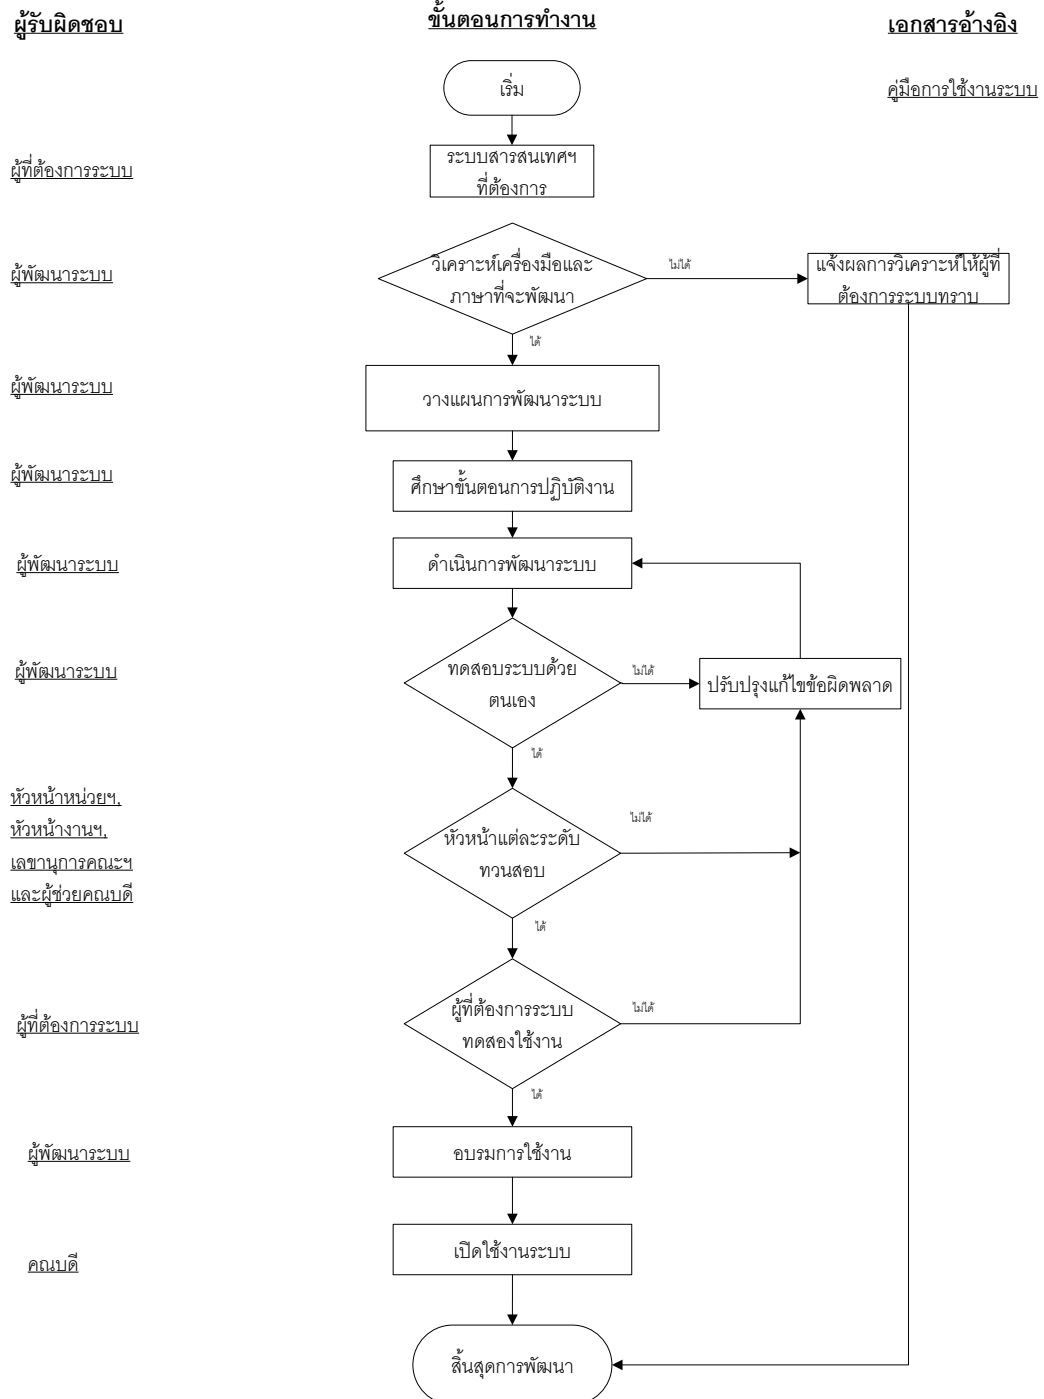 ผู้รับผิดชอบ
ขั้นตอนการทำงาน
เอกสารอ้างอิง
เริ่ม
คู่มือการใช้งานระบบ
ผู้ที่ต้องการระบบ
ระบบสารสนเทศฯ
ที่ต้องการ
ผู้พัฒนาระบบ
วิเคราะห์เครื่องมือและ
ภาษาที่จะพัฒนา
ไม่ได้
แจ้งผลการวิเคราะห์ให้ผู้ที่
ต้องการระบบทราบ
ได้
ผู้พัฒนาระบบ
วางแผนการพัฒนาระบบ
ผู้พัฒนาระบบ
ศึกษาขั้นตอนการปฏิบัติงาน
ผู้พัฒนาระบบ
ดำเนินการพัฒนาระบบ
ผู้พัฒนาระบบ
ทดสอบระบบด้วย
ตนเอง
ไม่ได้
ปรับปรุงแก้ไขข้อผิดพลาด
ได้
หัวหน้าหน่วยฯ,
หัวหน้างานฯ,
เลขานุการคณะฯ
และผู้ช่วยคณบดี
หัวหน้าแต่ละระดับ
ทวนสอบ
ไม่ได้
ได้
ผู้ที่ต้องการระบบ
ผู้ที่ต้องการระบบ
ทดลองใช้งาน
ไม่ได้
ได้
ผู้พัฒนาระบบ
อบรมการใช้งาน
คณบดี
เปิดใช้งานระบบ
สิ้นสุดการพัฒนา